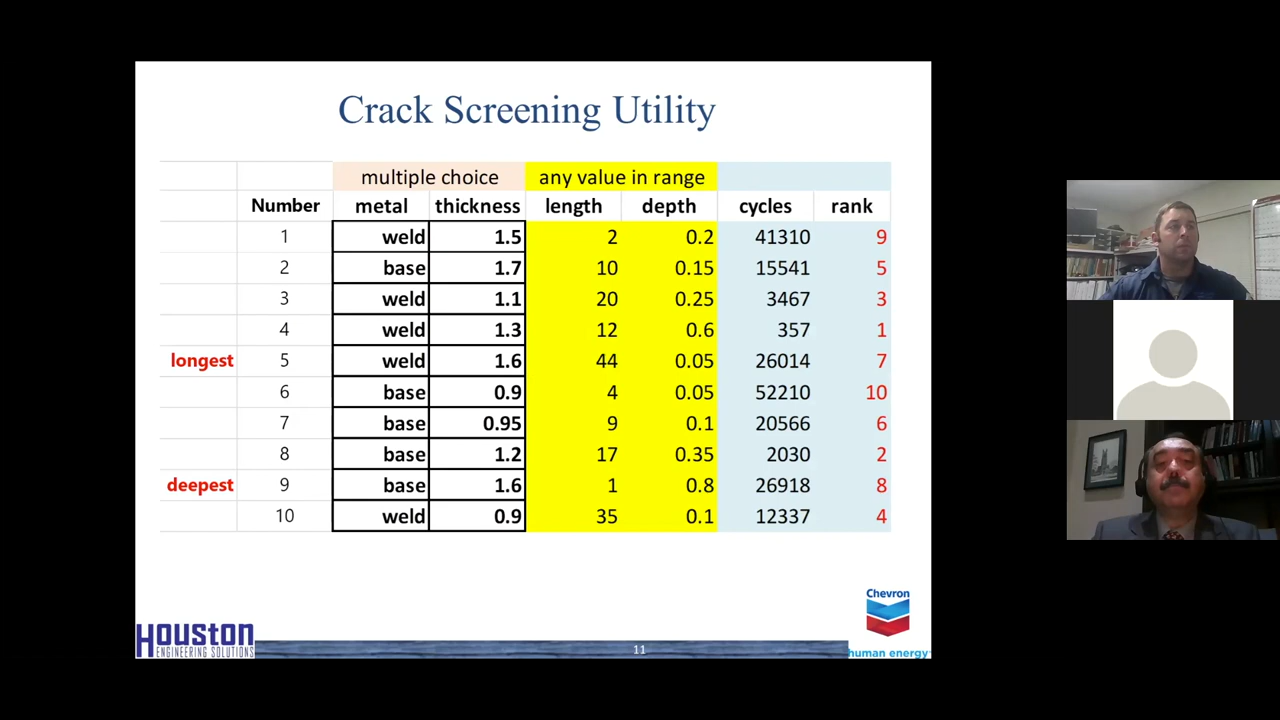 Crack Screening Utility
multiple choice any value in range
Number metal thickness length depth cycles rank
1 weld 1.5 2 0.2 41310 9
2 base 1.7 10 0.15 15541 5
3 weld 1.1 20 0.25 3467 3
4 weld 1.3 12 0.6 357 1
longest 5 weld 1.6 44 0.05 26014 7
6 base 0.9 4 0.05 52210 10
7 base 0.95 9 0.1 20566 6
8 base 1.2 17 0.35 2030 2
deepest 9 base 1.6 1 0.8 26918 8
10 weld 0.9 35 0.1 12337 4
Chevron
Houston
ENGINEERING SOLUTIONS
11
human energy